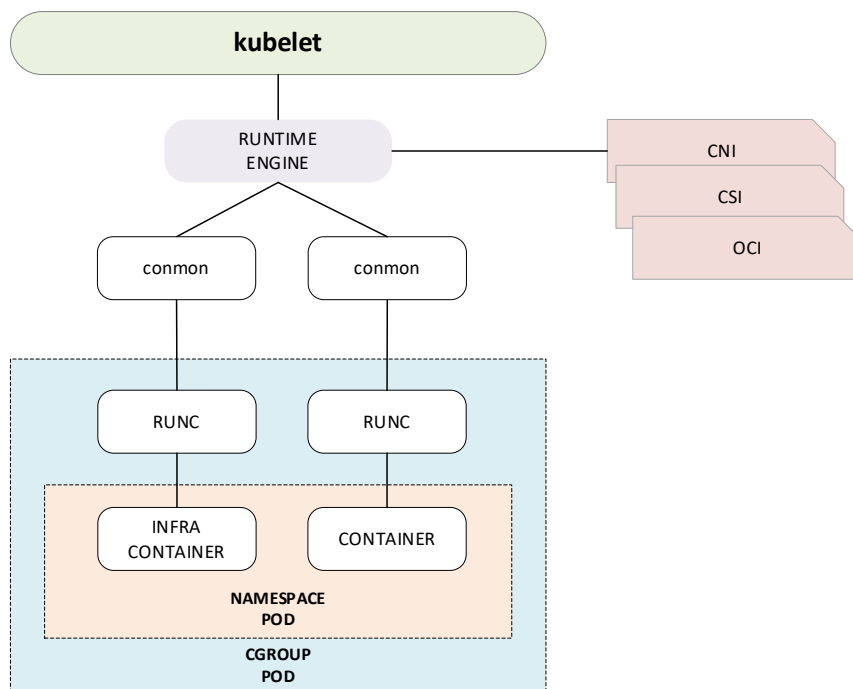 kubelet
RUNTIME
ENGINE
CNI
CSI
OCI
conmon
conmon
RUNC
RUNC
INFRA
CONTAINER
CONTAINER
NAMESPACE
POD
CGROUP
POD